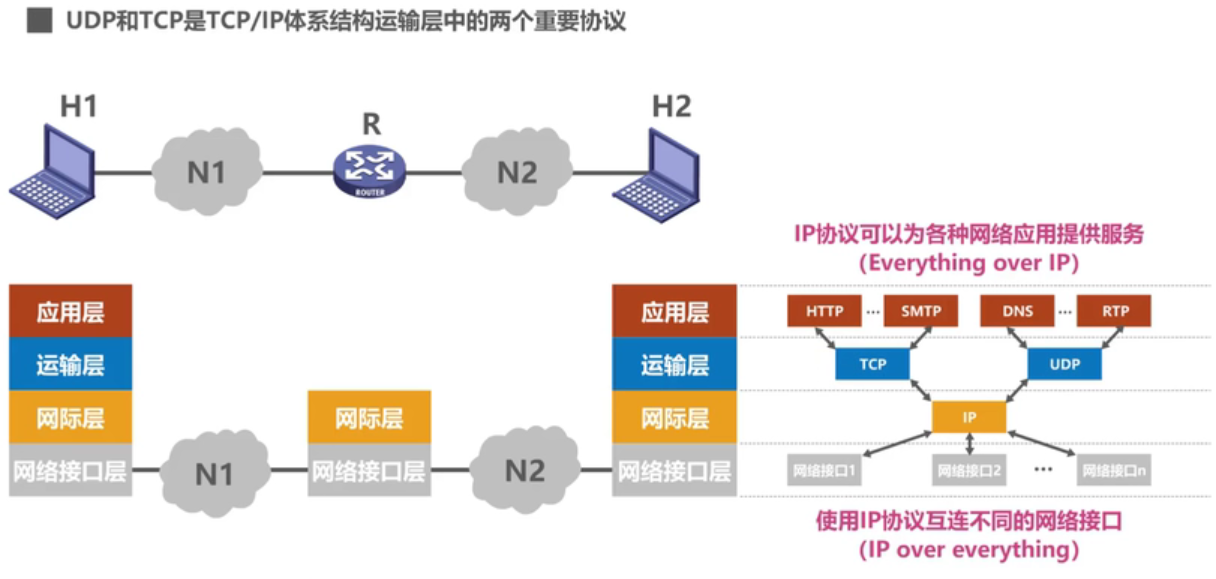 UDP和TCP是TCP/IP体系结构运输层中的两个重要协议
H1
R
H2
N1
ROUTER
N2
IP协议可以为各种网络应用提供服务
(Everything over IP)
应用层
运输层
网际层
网络接口层
N1
网际层
网络接口层
N2
应用层
运输层
网际层
网络接口层
HTTP ... SMTP DNS ... RTP
TCP UDP
IP
网络接口1 网络接口2 ... 网络接口n
使用IP协议互连不同的网络接口
(IP over everything)